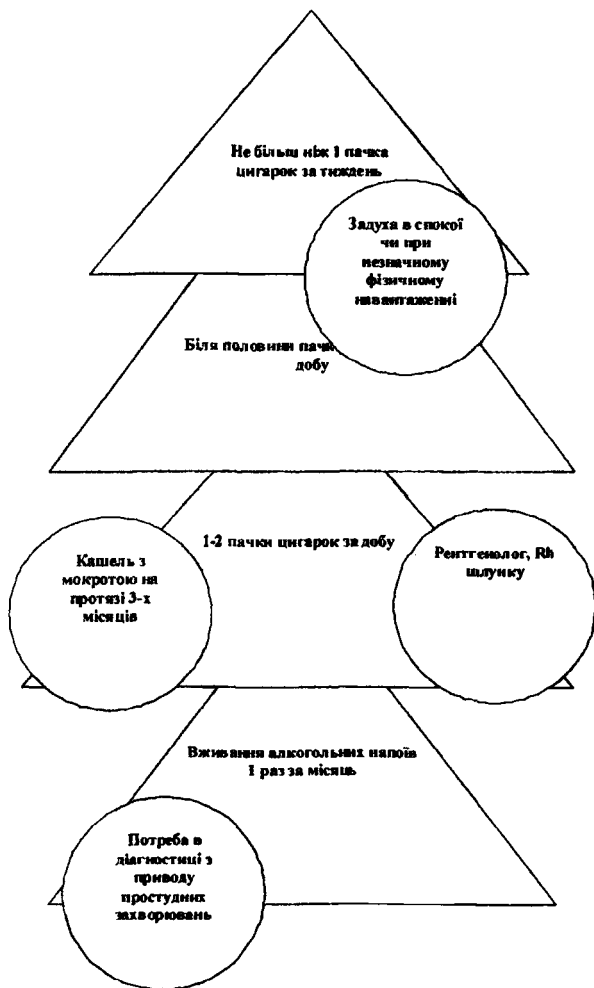 Не більш ніж 1 пачка
цигарок за тиждень
Задуха в спокої
чи при
незначному
фізичному
навантаженні
Біля половини
добу
1-2 пачки цигарок за добу
Кашель з
мокротою на
протязі 3-х
місяців
Рентгенолог, Rh
шлунку
Вживання алкогольних напоїв
1 раз за місяць
Потреба в
діагностиці з
приводу
простудних
захворювань